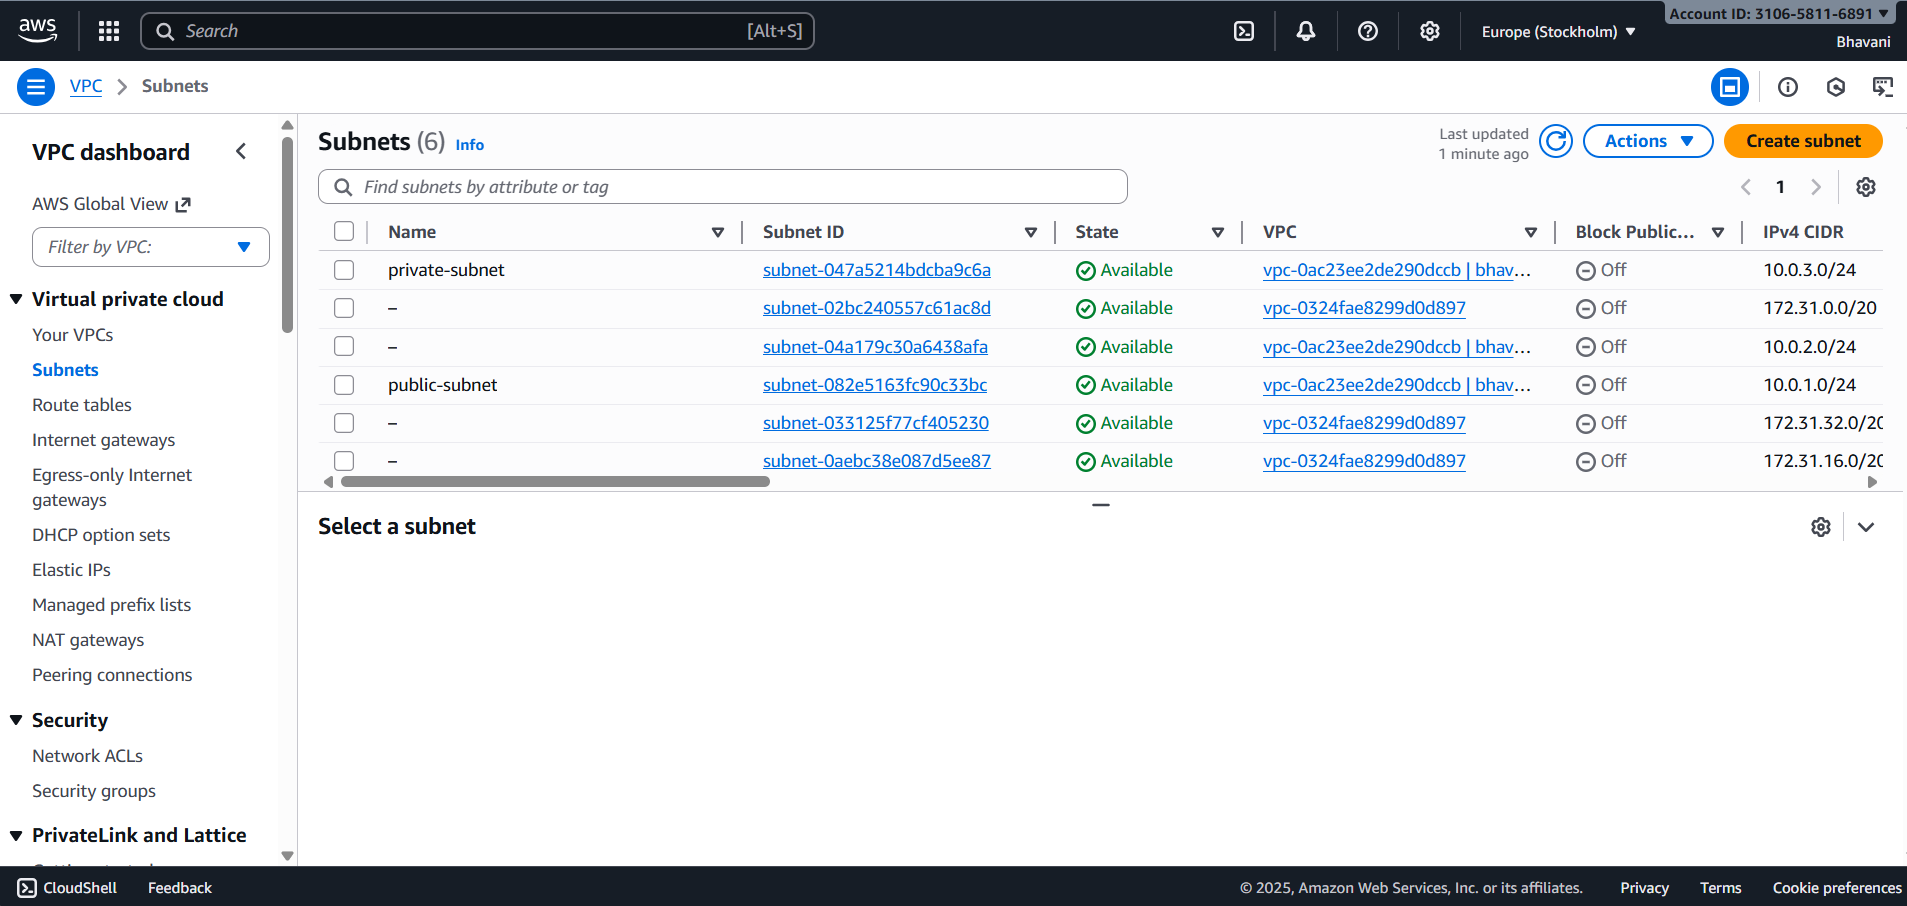 aws
Search [Alt+S]
Europe (Stockholm)
Account ID: 3106-5811-6891
Bhavani
VPC Subnets
VPC dashboard
AWS Global View
Filter by VPC:
Virtual private cloud
Your VPCs
Subnets
Route tables
Internet gateways
Egress-only Internet
gateways
DHCP option sets
Elastic IPs
Managed prefix lists
NAT gateways
Peering connections
Security
Network ACLs
Security groups
PrivateLink and Lattice
Subnets (6) Info
Last updated
1 minute ago
Actions
Create subnet
Find subnets by attribute or tag
1
Name Subnet ID State VPC Block Public... IPv4 CIDR
private-subnet subnet-047a5214bdcba9c6a Available vpc-0ac23ee2de290dccb | bhav... Off 10.0.3.0/24
– subnet-02bc240557c61ac8d Available vpc-0324fae8299d0d897 Off 172.31.0.0/20
– subnet-04a179c30a6438afa Available vpc-0ac23ee2de290dccb | bhav... Off 10.0.2.0/24
public-subnet subnet-082e5163fc90c33bc Available vpc-0ac23ee2de290dccb | bhav... Off 10.0.1.0/24
– subnet-033125f77cf405230 Available vpc-0324fae8299d0d897 Off 172.31.32.0/20
– subnet-0aebc38e087d5ee87 Available vpc-0324fae8299d0d897 Off 172.31.16.0/20
Select a subnet
CloudShell Feedback © 2025, Amazon Web Services, Inc. or its affiliates. Privacy Terms Cookie preferences